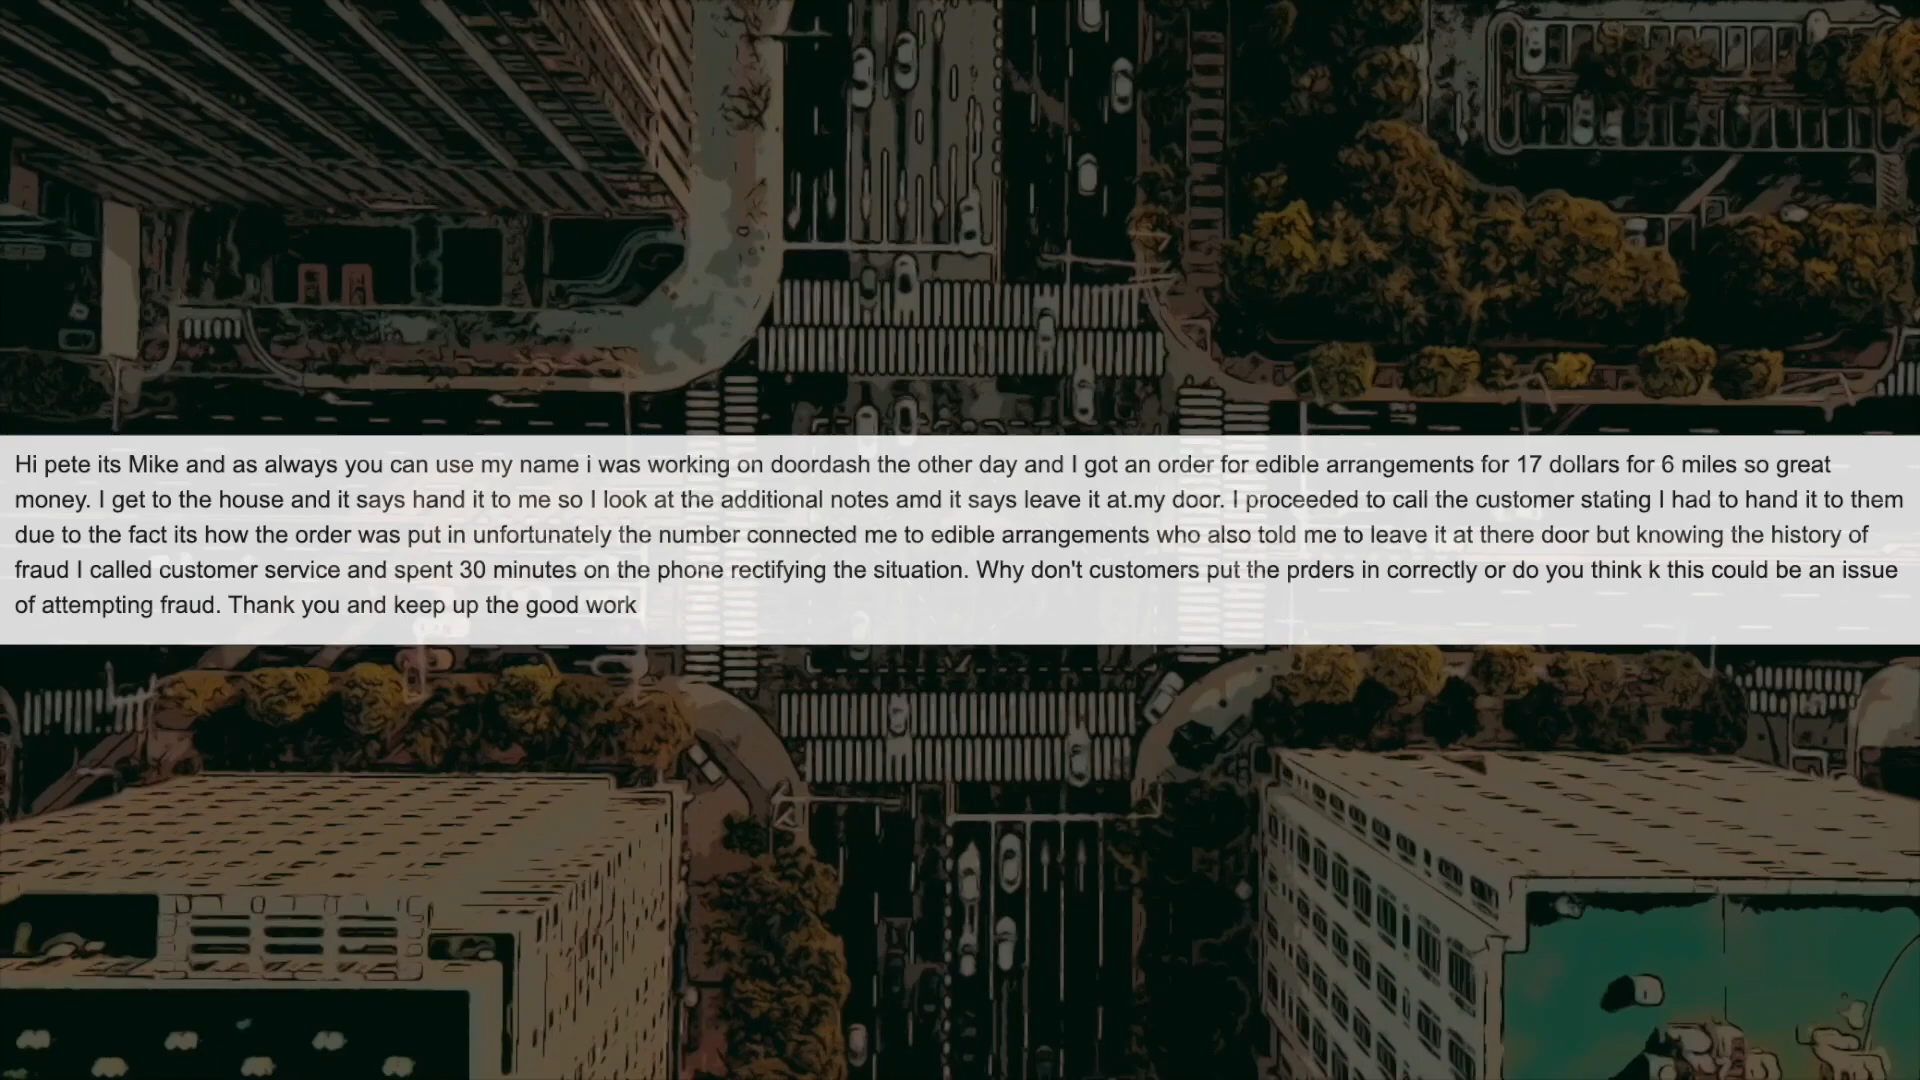 Hi pete its Mike and as always you can use my name i was working on doordash the other day and I got an order for edible arrangements for 17 dollars for 6 miles so great
money. I get to the house and it says hand it to me so I look at the additional notes amd it says leave it at.my door. I proceeded to call the customer stating I had to hand it to them
due to the fact its how the order was put in unfortunately the number connected me to edible arrangements who also told me to leave it at there door but knowing the history of
fraud I called customer service and spent 30 minutes on the phone rectifying the situation. Why don't customers put the prders in correctly or do you think k this could be an issue
of attempting fraud. Thank you and keep up the good work